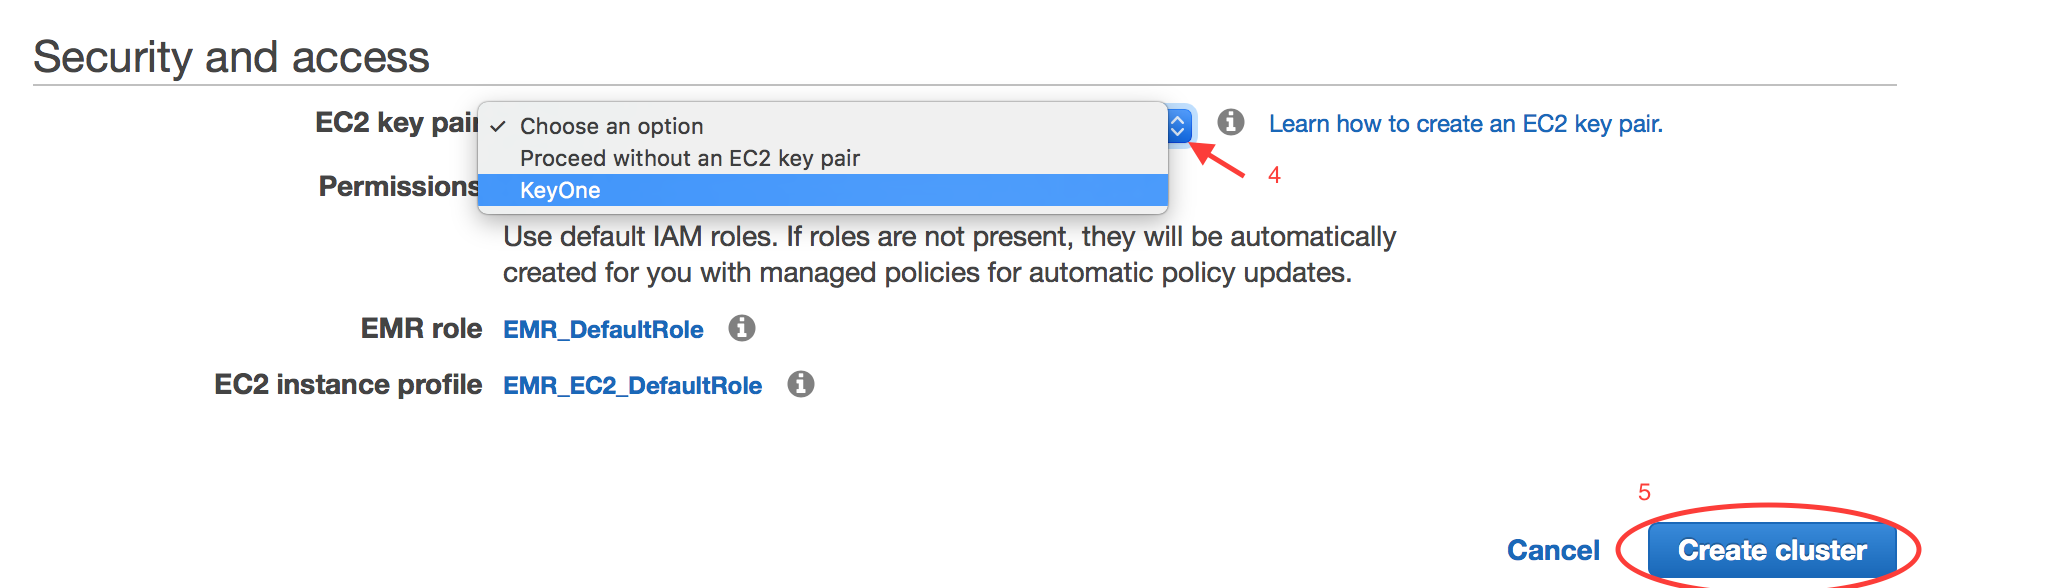 Security and access
EC2 key pair
✓ Choose an option
Learn how to create an EC2 key pair.
Proceed without an EC2 key pair
4
Permissions
KeyOne
Use default IAM roles. If roles are not present, they will be automatically
created for you with managed policies for automatic policy updates.
EMR role EMR_DefaultRole
EC2 instance profile EMR_EC2_DefaultRole
5
Cancel Create cluster